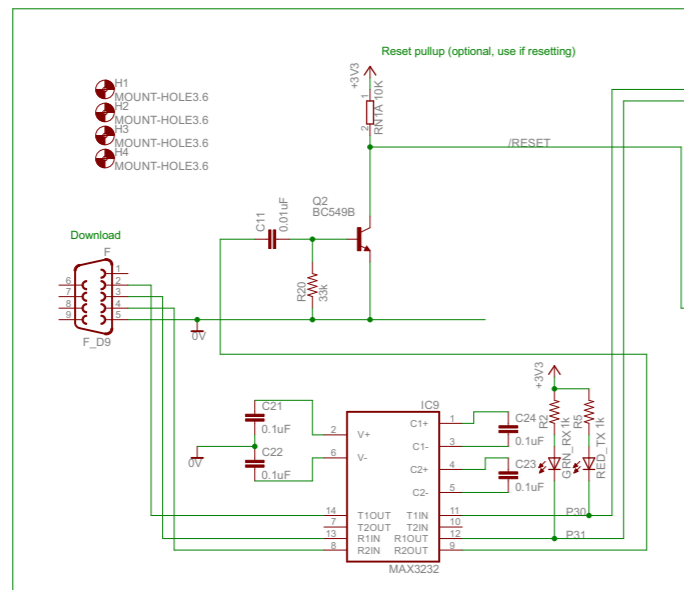 Reset pullup (optional, use if resetting)
+3V3
1
RN1A 10K
2
/RESET
H1
MOUNT-HOLE3.6
H2
MOUNT-HOLE3.6
H3
MOUNT-HOLE3.6
H4
MOUNT-HOLE3.6
Q2
BC549B
C11
0.01uF
R20
33k
Download
F
1
6
2
7
3
8
4
9
5
F_D9
0V
+3V3
R2
1k
R5
1k
GRN_RX
RED_TX
C21
0.1uF
C22
0.1uF
0V
IC9
2
V+
6
V-
C1+
1
C1-
3
C2+
4
C2-
5
C24
0.1uF
C23
0.1uF
14
T1OUT
T1IN
11
P30
7
T2OUT
T2IN
10
13
R1IN
R1OUT
12
P31
8
R2IN
R2OUT
9
MAX3232